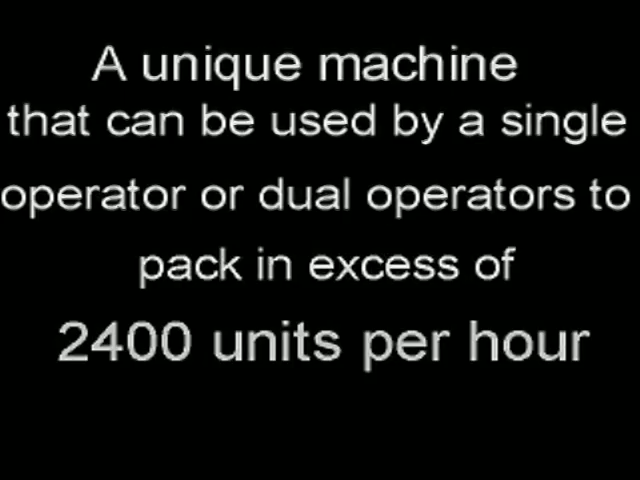 A unique machine
that can be used by a single
operator or dual operators to
pack in excess of
2400 units per hour